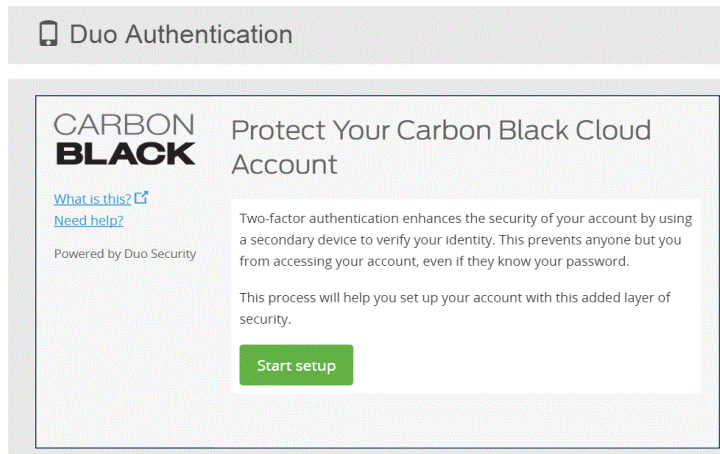 Duo Authentication
CARBON
BLACK
What is this?
Need help?
Powered by Duo Security
Protect Your Carbon Black Cloud
Account
Two-factor authentication enhances the security of your account by using
a secondary device to verify your identity. This prevents anyone but you
from accessing your account, even if they know your password.
This process will help you set up your account with this added layer of
security.
Start setup